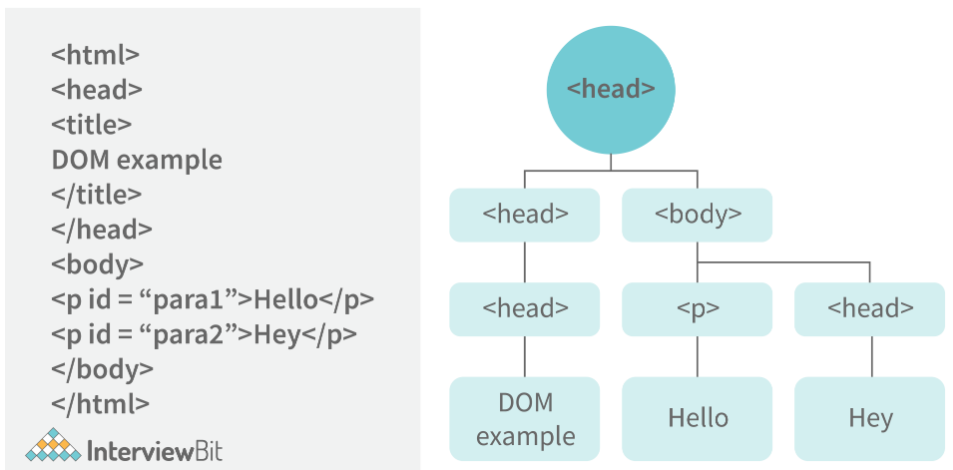 <html>
<head>
<title>
DOM example
</title>
</head>
<body>
<p id = “para1”>Hello</p>
<p id = “para2”>Hey</p>
</body>
</html>
InterviewBit
<head>
<head>
<body>
<head>
<p>
<head>
DOM
example
Hello
Hey